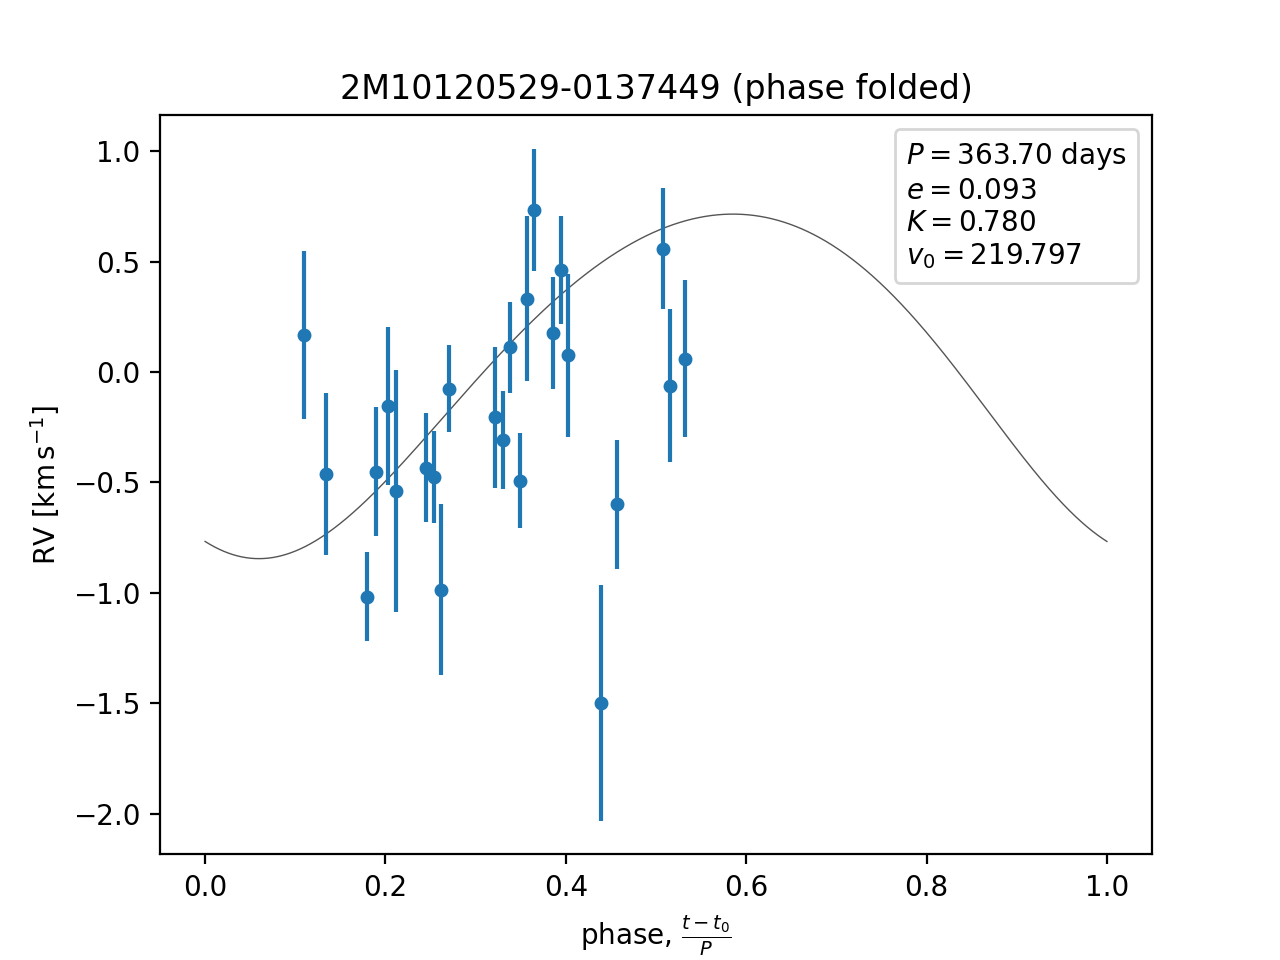 2M10120529-0137449 (phase folded)
P = 363.70 days
e = 0.093
K = 0.780
v₀ = 219.797
1.0
0.5
0.0
−0.5
−1.0
−1.5
−2.0
RV [km s⁻¹]
0.0 0.2 0.4 0.6 0.8 1.0
phase, (t − t₀)/P